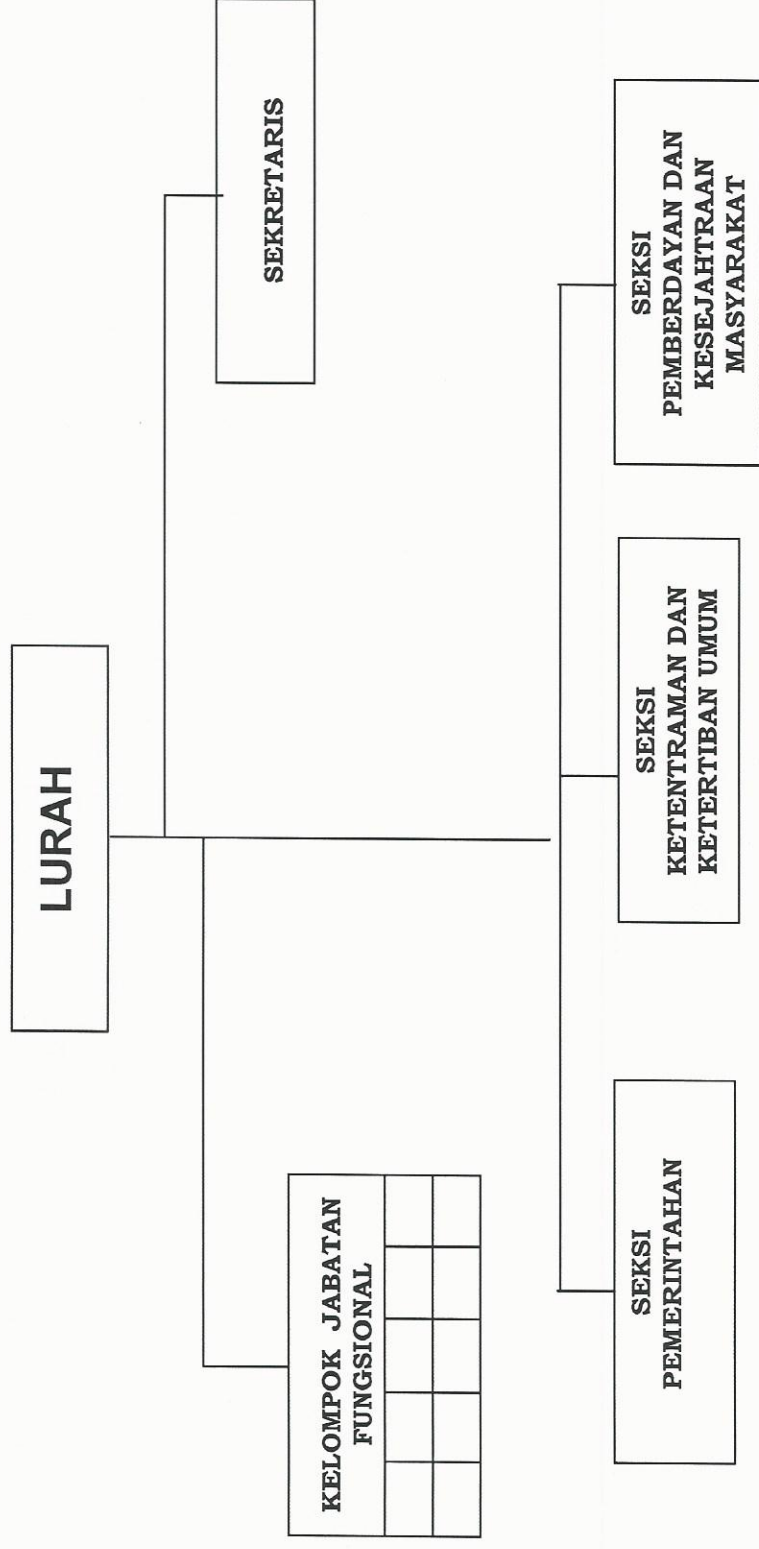 LURAH
SEKRETARIS
KELOMPOK JABATAN
FUNGSIONAL
SEKSI
PEMERINTAHAN
SEKSI
KETENTRAMAN DAN
KETERTIBAN UMUM
SEKSI
PEMBERDAYAN DAN
KESEJAHTRAAN
MASYARAKAT